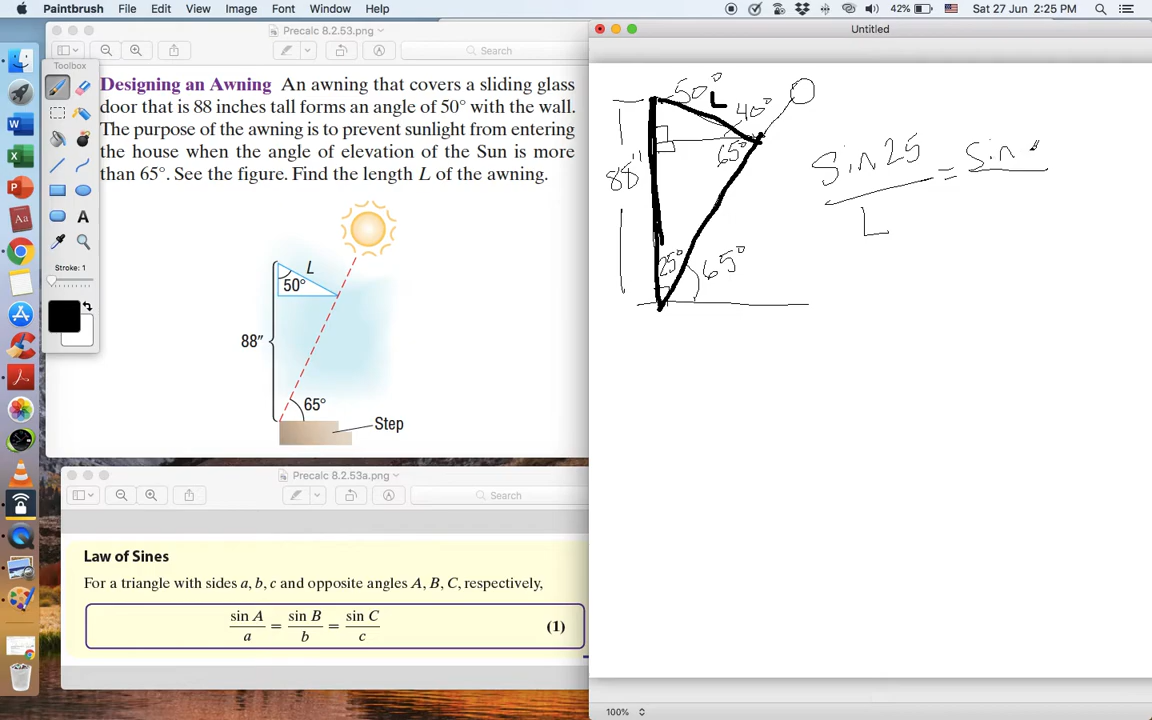 Paintbrush File Edit View Image Font Window Help
42% Sat 27 Jun 2:25 PM
Precalc 8.2.53.png
Search
Untitled
Toolbox
Stroke: 1
Designing an Awning An awning that covers a sliding glass
door that is 88 inches tall forms an angle of 50° with the wall.
The purpose of the awning is to prevent sunlight from entering
the house when the angle of elevation of the Sun is more
than 65°. See the figure. Find the length L of the awning.
L
50°
88″
65°
Step
Precalc 8.2.53a.png
Search
Law of Sines
For a triangle with sides a, b, c and opposite angles A, B, C, respectively,
sin A / a = sin B / b = sin C / c (1)
50°
L
40°
65°
88"
25°
65°
sin 25 / L = sin
100%